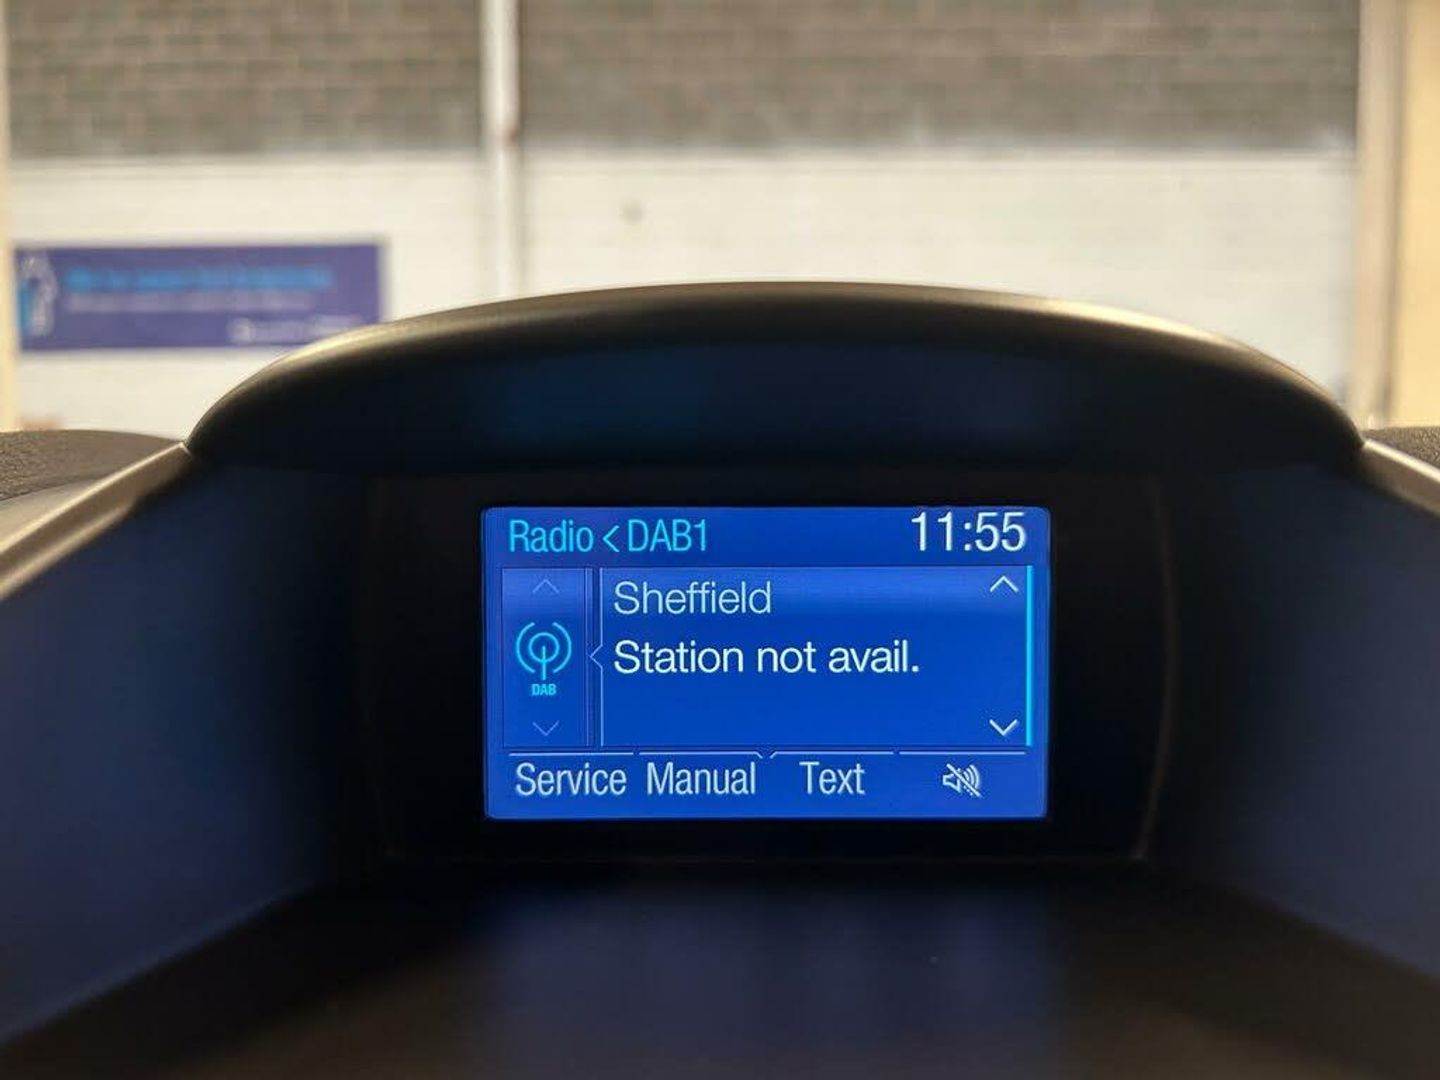 Radio < DAB1 11:55
Sheffield
Station not avail.
DAB
Service Manual Text